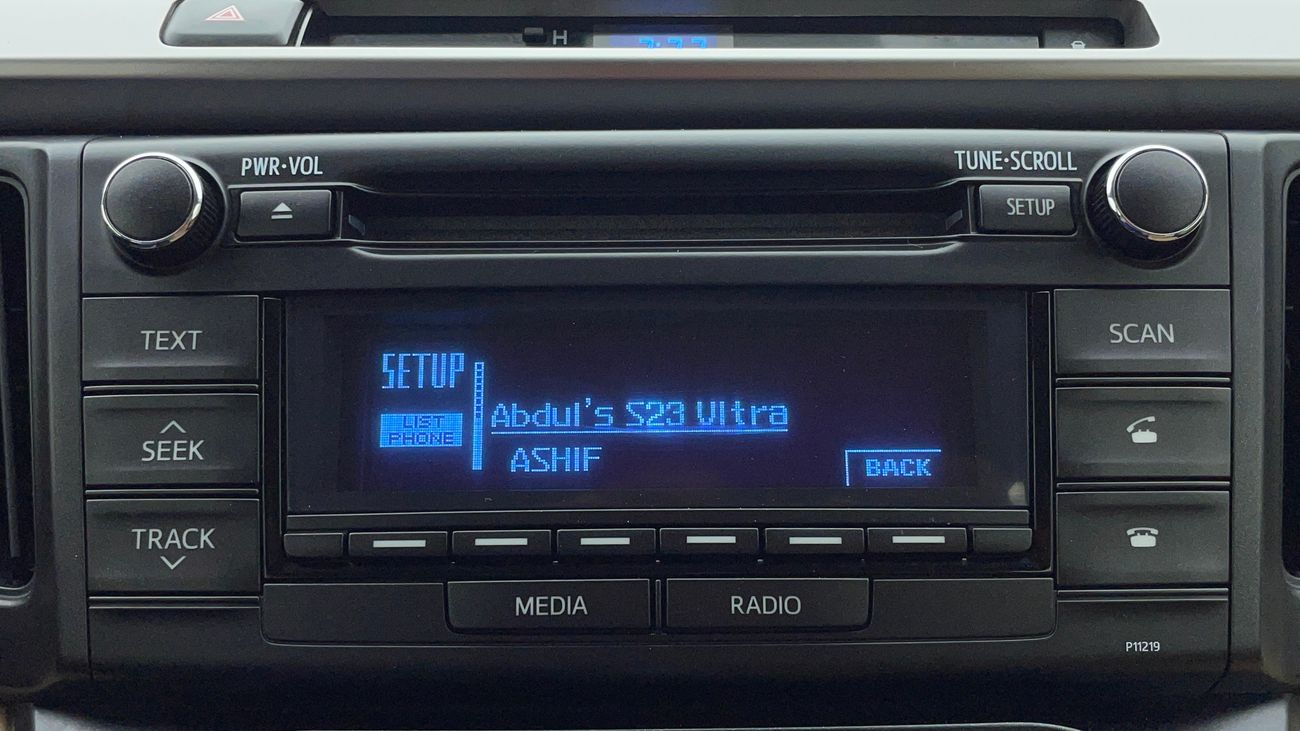 H
PWR•VOL
TUNE•SCROLL
SETUP
TEXT
SCAN
SETUP
LIST
PHONE
Abdul's S23 Ultra
ASHIF
BACK
SEEK
TRACK
MEDIA
RADIO
P11219